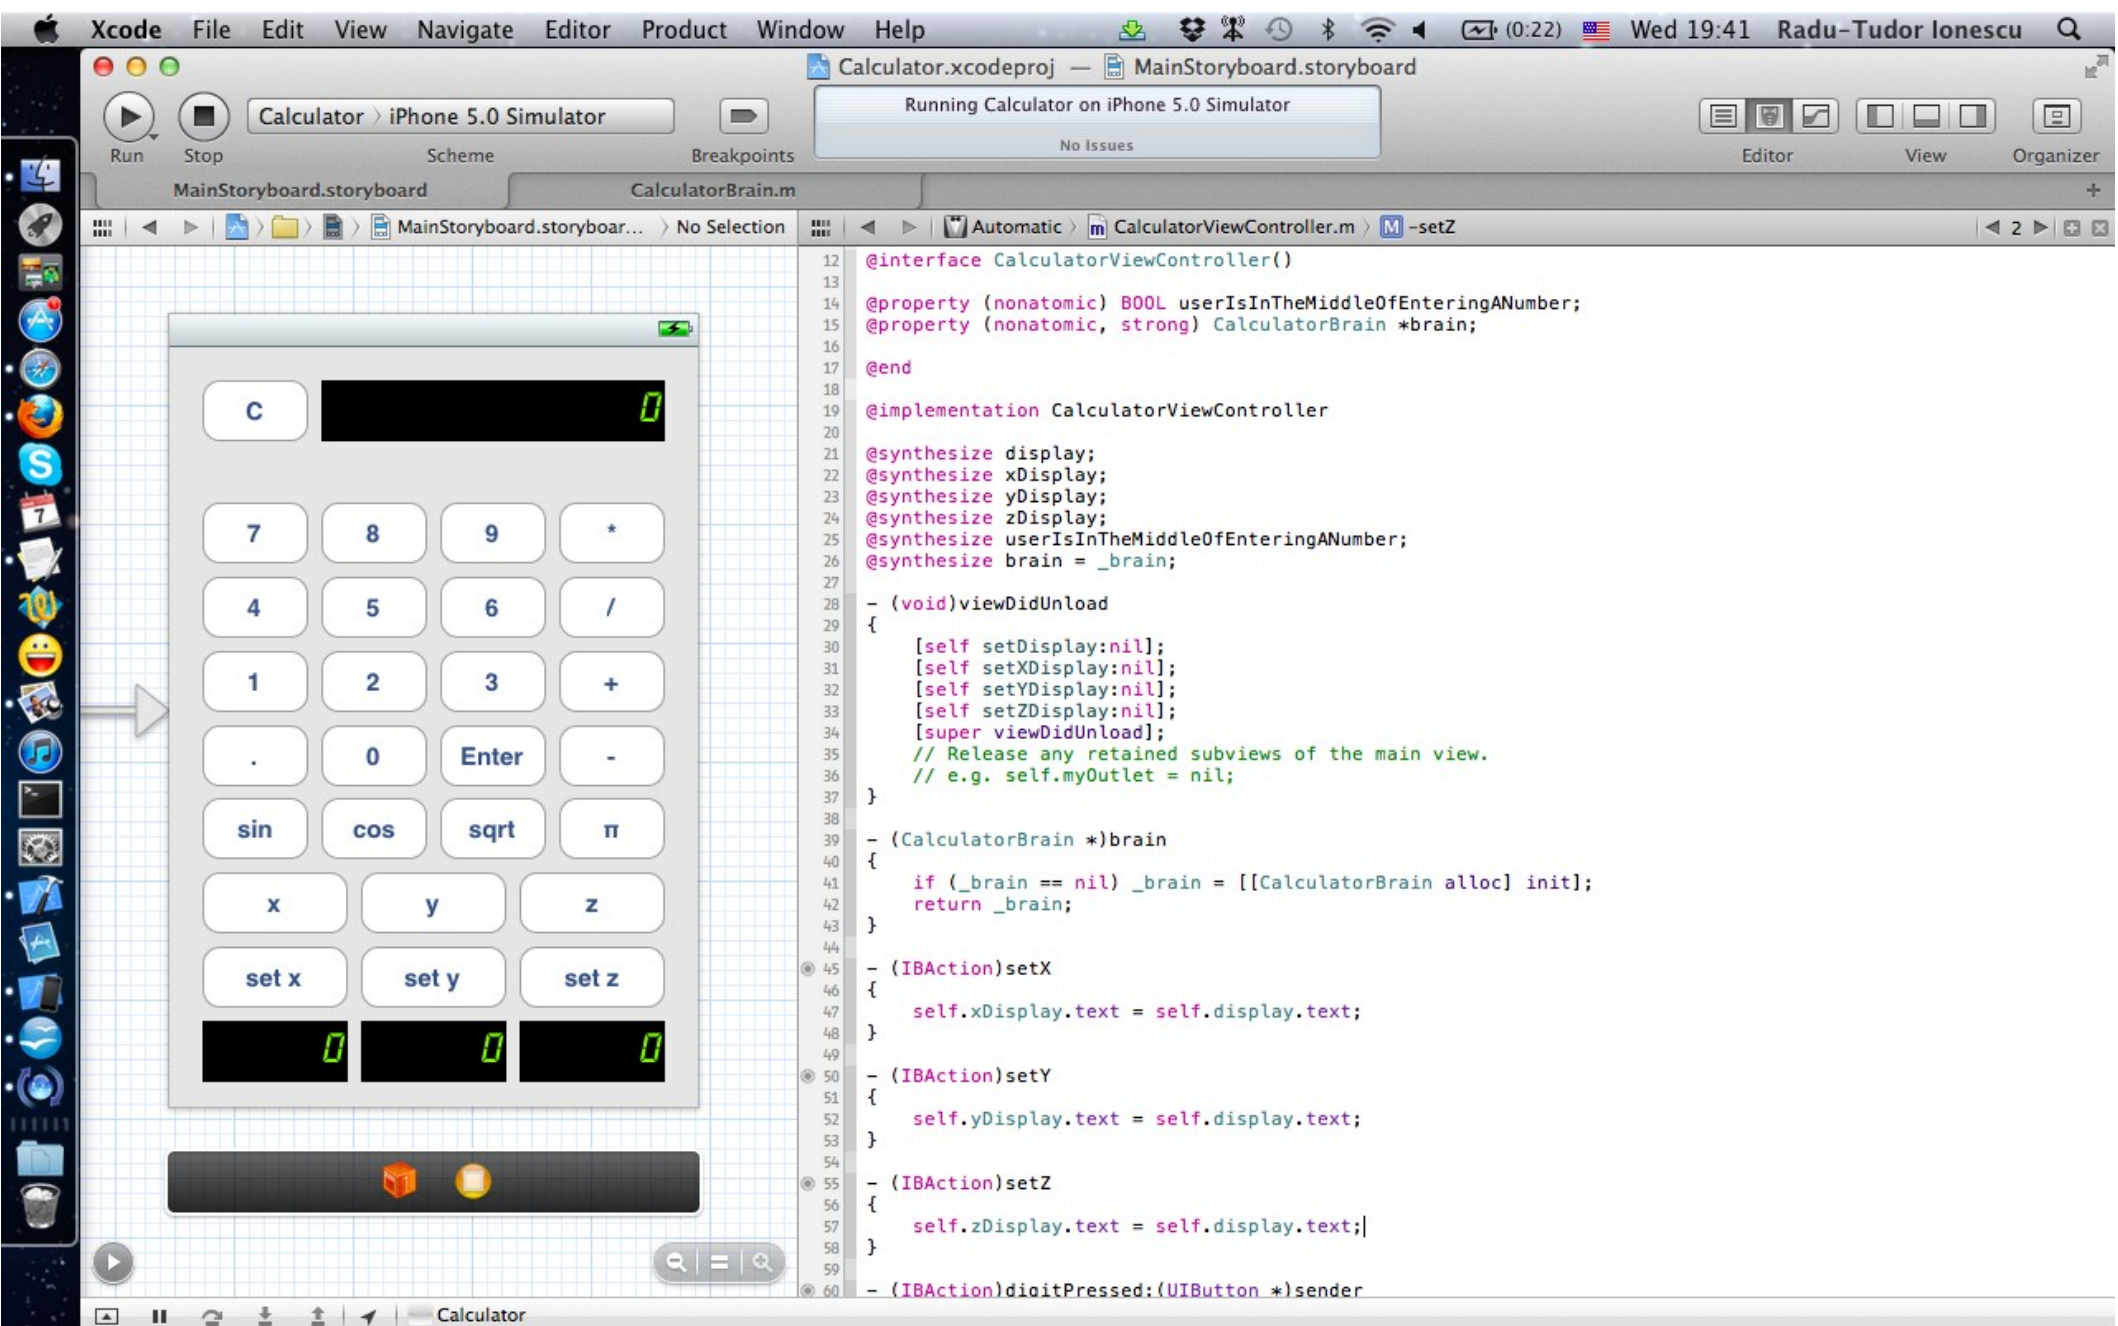 Xcode File Edit View Navigate Editor Product Window Help (0:22) Wed 19:41 Radu-Tudor Ionescu
Calculator.xcodeproj — MainStoryboard.storyboard
Calculator 〉 iPhone 5.0 Simulator
Running Calculator on iPhone 5.0 Simulator
No Issues
Run Stop Scheme Breakpoints Editor View Organizer
MainStoryboard.storyboard CalculatorBrain.m +
MainStoryboard.storyboar... 〉 No Selection
Automatic 〉 m CalculatorViewController.m 〉 M -setZ 2
C 0
7 8 9 *
4 5 6 /
1 2 3 +
. 0 Enter -
sin cos sqrt π
x y z
set x set y set z
0 0 0
12 @interface CalculatorViewController()
13
14 @property (nonatomic) BOOL userIsInTheMiddleOfEnteringANumber;
15 @property (nonatomic, strong) CalculatorBrain *brain;
16
17 @end
18
19 @implementation CalculatorViewController
20
21 @synthesize display;
22 @synthesize xDisplay;
23 @synthesize yDisplay;
24 @synthesize zDisplay;
25 @synthesize userIsInTheMiddleOfEnteringANumber;
26 @synthesize brain = _brain;
27
28 - (void)viewDidUnload
29 {
30 [self setDisplay:nil];
31 [self setXDisplay:nil];
32 [self setYDisplay:nil];
33 [self setZDisplay:nil];
34 [super viewDidUnload];
35 // Release any retained subviews of the main view.
36 // e.g. self.myOutlet = nil;
37 }
38
39 - (CalculatorBrain *)brain
40 {
41 if (_brain == nil) _brain = [[CalculatorBrain alloc] init];
42 return _brain;
43 }
44
45 - (IBAction)setX
46 {
47 self.xDisplay.text = self.display.text;
48 }
49
50 - (IBAction)setY
51 {
52 self.yDisplay.text = self.display.text;
53 }
54
55 - (IBAction)setZ
56 {
57 self.zDisplay.text = self.display.text;
58 }
59
60 - (IBAction)digitPressed:(UIButton *)sender
Calculator
7